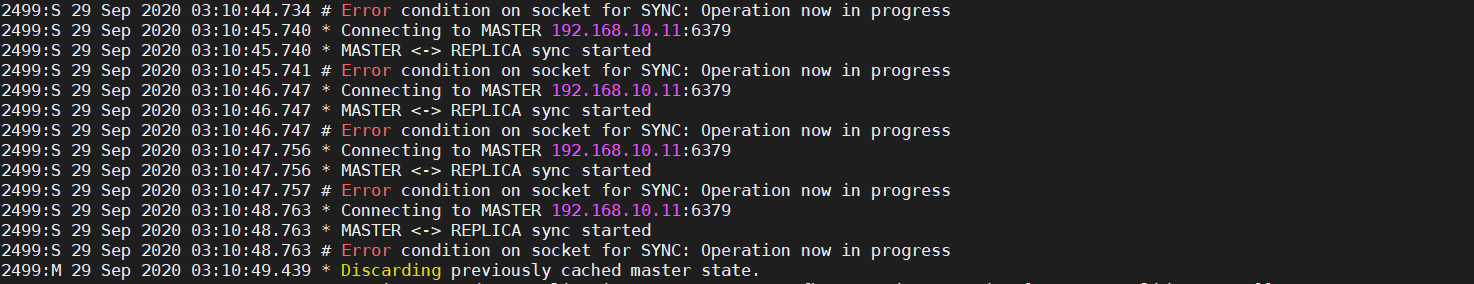 2499:S 29 Sep 2020 03:10:44.734 # Error condition on socket for SYNC: Operation now in progress
2499:S 29 Sep 2020 03:10:45.740 * Connecting to MASTER 192.168.10.11:6379
2499:S 29 Sep 2020 03:10:45.740 * MASTER <-> REPLICA sync started
2499:S 29 Sep 2020 03:10:45.741 # Error condition on socket for SYNC: Operation now in progress
2499:S 29 Sep 2020 03:10:46.747 * Connecting to MASTER 192.168.10.11:6379
2499:S 29 Sep 2020 03:10:46.747 * MASTER <-> REPLICA sync started
2499:S 29 Sep 2020 03:10:46.747 # Error condition on socket for SYNC: Operation now in progress
2499:S 29 Sep 2020 03:10:47.756 * Connecting to MASTER 192.168.10.11:6379
2499:S 29 Sep 2020 03:10:47.756 * MASTER <-> REPLICA sync started
2499:S 29 Sep 2020 03:10:47.757 # Error condition on socket for SYNC: Operation now in progress
2499:S 29 Sep 2020 03:10:48.763 * Connecting to MASTER 192.168.10.11:6379
2499:S 29 Sep 2020 03:10:48.763 * MASTER <-> REPLICA sync started
2499:S 29 Sep 2020 03:10:48.763 # Error condition on socket for SYNC: Operation now in progress
2499:M 29 Sep 2020 03:10:49.439 * Discarding previously cached master state.